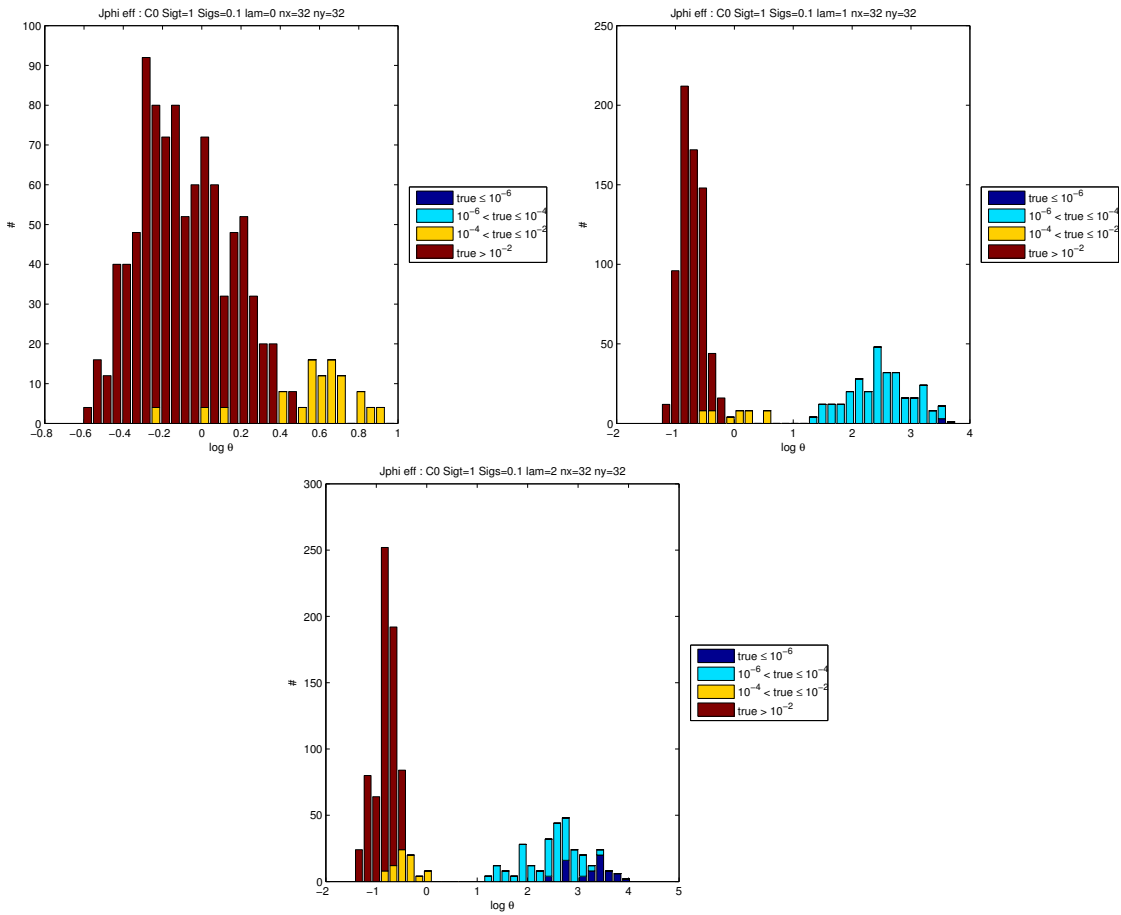 Jphi eff : C0 Sigt=1 Sigs=0.1 lam=0 nx=32 ny=32
100
90
80
70
60
50
40
30
20
10
0
#
−0.8 −0.6 −0.4 −0.2 0 0.2 0.4 0.6 0.8 1
log θ
true ≤ 10⁻⁶
10⁻⁶ < true ≤ 10⁻⁴
10⁻⁴ < true ≤ 10⁻²
true > 10⁻²
Jphi eff : C0 Sigt=1 Sigs=0.1 lam=1 nx=32 ny=32
250
200
150
100
50
0
#
−2 −1 0 1 2 3 4
log θ
true ≤ 10⁻⁶
10⁻⁶ < true ≤ 10⁻⁴
10⁻⁴ < true ≤ 10⁻²
true > 10⁻²
Jphi eff : C0 Sigt=1 Sigs=0.1 lam=2 nx=32 ny=32
300
250
200
150
100
50
0
#
−2 −1 0 1 2 3 4 5
log θ
true ≤ 10⁻⁶
10⁻⁶ < true ≤ 10⁻⁴
10⁻⁴ < true ≤ 10⁻²
true > 10⁻²